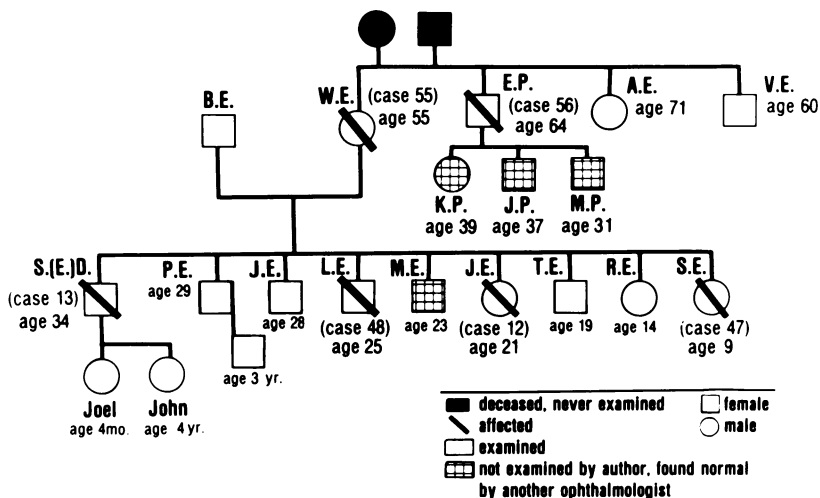 B.E.
W.E. (case 55)
age 55
E.P.
(case 56)
age 64
A.E.
age 71
V.E.
age 60
K.P.
age 39
J.P.
age 37
M.P.
age 31
S.(E.)D.
(case 13)
age 34
P.E.
age 29
age 3 yr.
J.E.
age 28
L.E.
(case 48)
age 25
M.E.
age 23
J.E.
(case 12)
age 21
T.E.
age 19
R.E.
age 14
S.E.
(case 47)
age 9
Joel
age 4mo.
John
age 4yr.
deceased, never examined
affected
examined
not examined by author, found normal
by another ophthalmologist
female
male